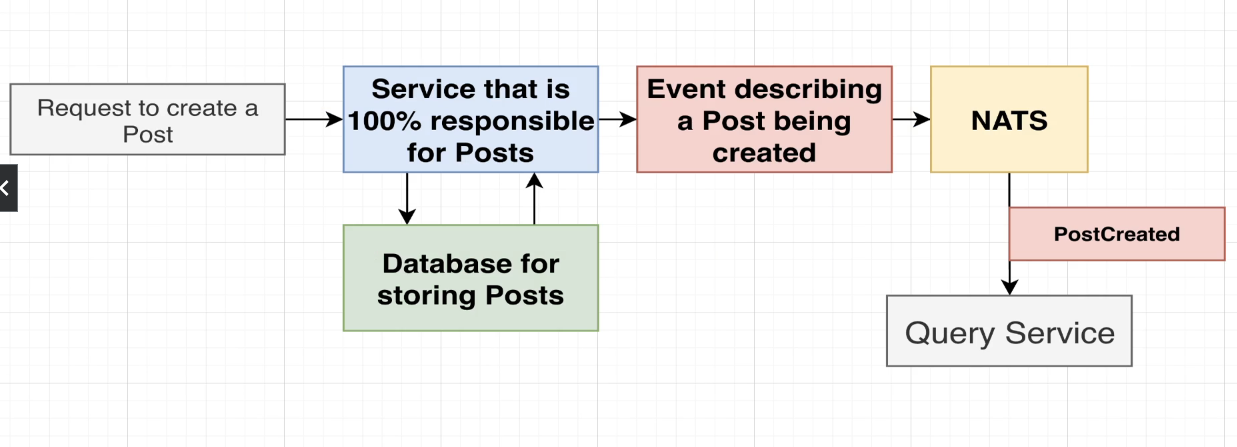 Request to create a
Post
Service that is
100% responsible
for Posts
Event describing
a Post being
created
NATS
Database for
storing Posts
PostCreated
Query Service